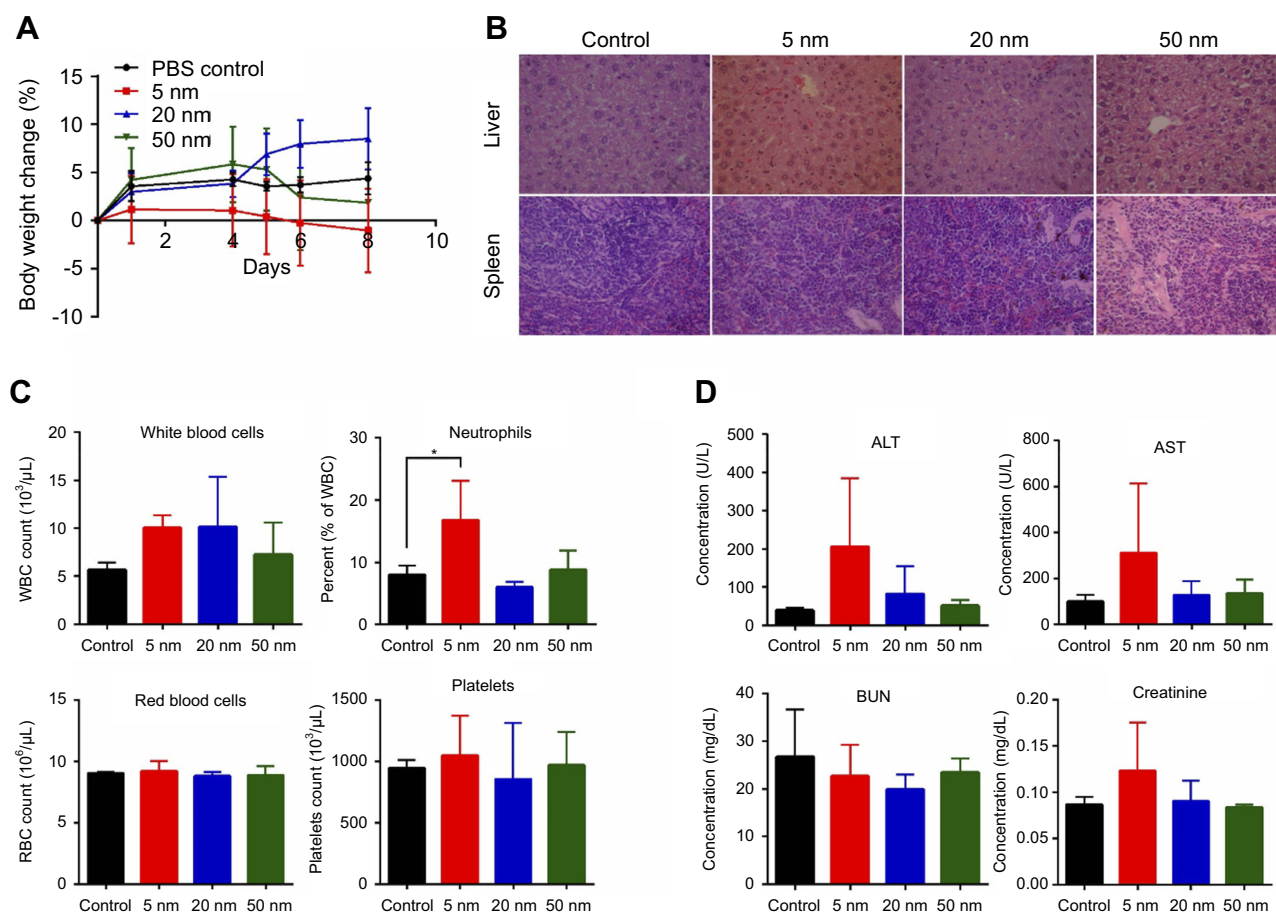 A
Body weight change (%)
15
10
5
0
-5
-10
2
4
6
8
10
Days
PBS control
5 nm
20 nm
50 nm
B
Control
5 nm
20 nm
50 nm
Liver
Spleen
C
White blood cells
WBC count (10³/µL)
20
15
10
5
0
Control
5 nm
20 nm
50 nm
Neutrophils
Percent (% of WBC)
30
20
10
0
*
Control
5 nm
20 nm
50 nm
Red blood cells
RBC count (10⁶/µL)
15
10
5
0
Control
5 nm
20 nm
50 nm
Platelets
Platelets count (10³/µL)
1500
1000
500
0
Control
5 nm
20 nm
50 nm
D
ALT
Concentration (U/L)
500
400
300
200
100
0
Control
5 nm
20 nm
50 nm
AST
Concentration (U/L)
800
600
400
200
0
Control
5 nm
20 nm
50 nm
BUN
Concentration (mg/dL)
40
30
20
10
0
Control
5 nm
20 nm
50 nm
Creatinine
Concentration (mg/dL)
0.20
0.15
0.10
0.05
0.00
Control
5 nm
20 nm
50 nm